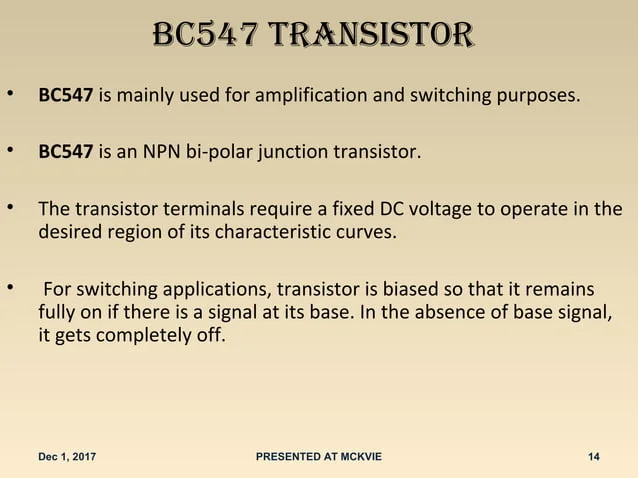 BC547 TRANSISTOR
• BC547 is mainly used for amplification and switching purposes.
• BC547 is an NPN bi-polar junction transistor.
• The transistor terminals require a fixed DC voltage to operate in the
desired region of its characteristic curves.
• For switching applications, transistor is biased so that it remains
fully on if there is a signal at its base. In the absence of base signal,
it gets completely off.
Dec 1, 2017 PRESENTED AT MCKVIE 14